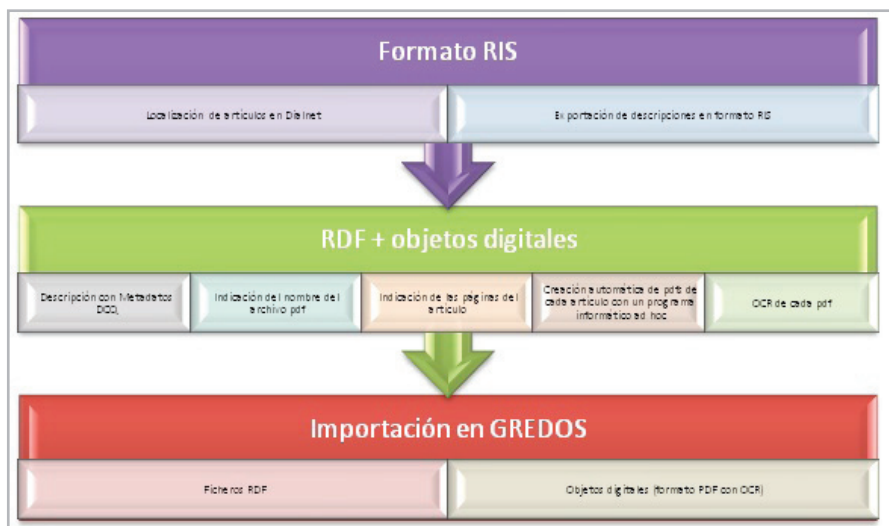 Formato RIS
Localización de artículos en Dialnet
Exportación de descripciones en formato RIS
RDF + objetos digitales
Descripción con Metadatos
DCQ,
Indicación del nombre del
archivo pdf
Indicación de las páginas del
artículo
Creación automática de pdfs de
cada artículo con un programa
informático ad hoc
OCR de cada pdf
Importación en GREDOS
Ficheros RDF
Objetos digitales (formato PDF con OCR)